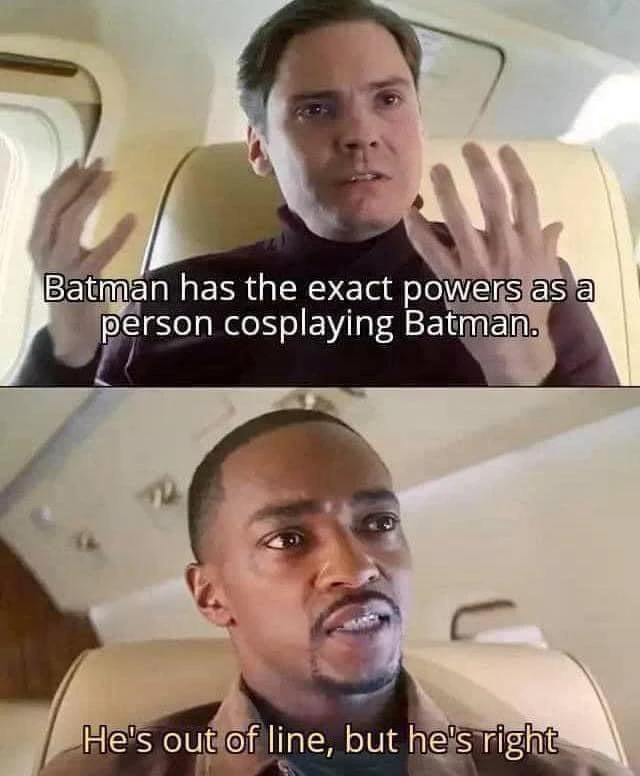 Batman has the exact powers as a
person cosplaying Batman.
He's out of line, but he's right